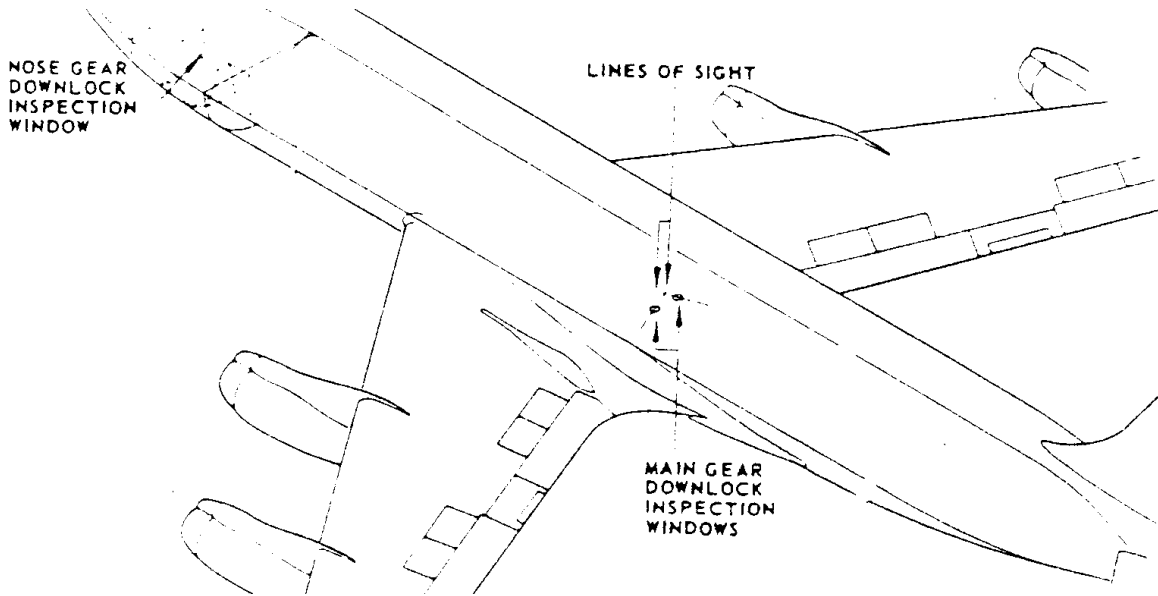 NOSE GEAR
DOWNLOCK
INSPECTION
WINDOW
LINES OF SIGHT
MAIN GEAR
DOWNLOCK
INSPECTION
WINDOWS